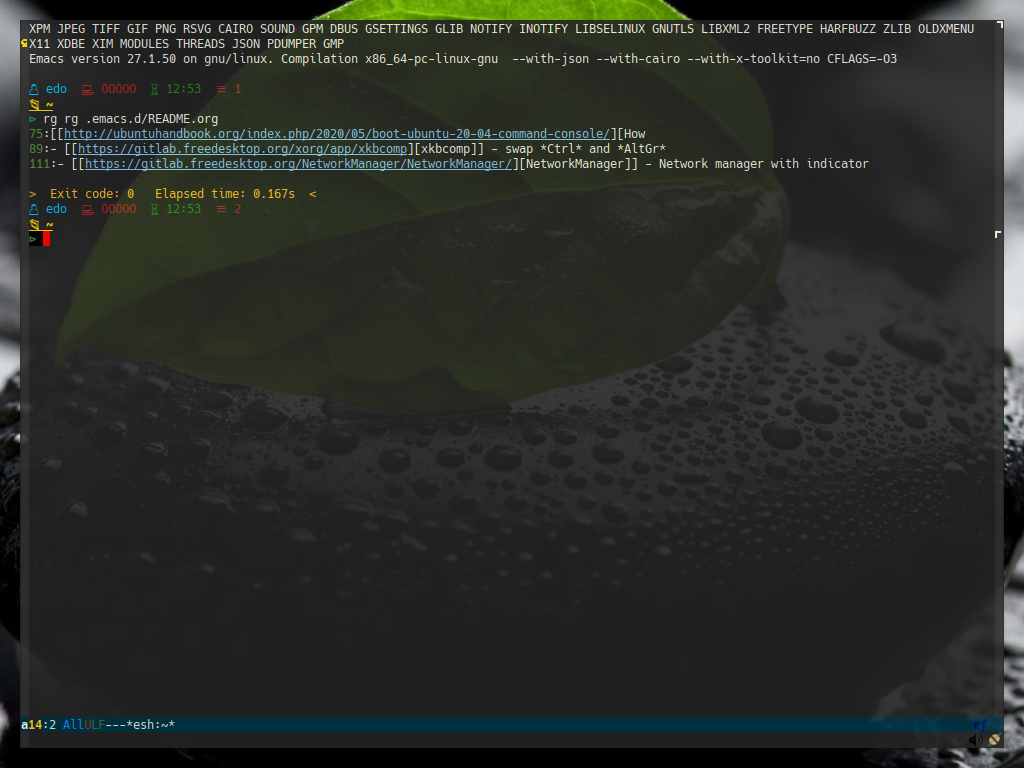 XPM JPEG TIFF GIF PNG RSVG CAIRO SOUND GPM DBUS GSETTINGS GLIB NOTIFY INOTIFY LIBSELINUX GNUTLS LIBXML2 FREETYPE HARFBUZZ ZLIB OLDXMENU
X11 XDBE XIM MODULES THREADS JSON PDUMPER GMP
Emacs version 27.1.50 on gnu/linux. Compilation x86_64-pc-linux-gnu  --with-json --with-cairo --with-x-toolkit=no CFLAGS=-O3
edo 00000 12:53 ≡ 1
~
▷ rg rg .emacs.d/README.org
75:[[http://ubuntuhandbook.org/index.php/2020/05/boot-ubuntu-20-04-command-console/][How
89:- [[https://gitlab.freedesktop.org/xorg/app/xkbcomp][xkbcomp]] - swap *Ctrl* and *AltGr*
111:- [[https://gitlab.freedesktop.org/NetworkManager/NetworkManager/][NetworkManager]] - Network manager with indicator
>  Exit code: 0   Elapsed time: 0.167s  <
edo 00000 12:53 ≡ 2
~
▷
a14:2 AllULF---*esh:~*